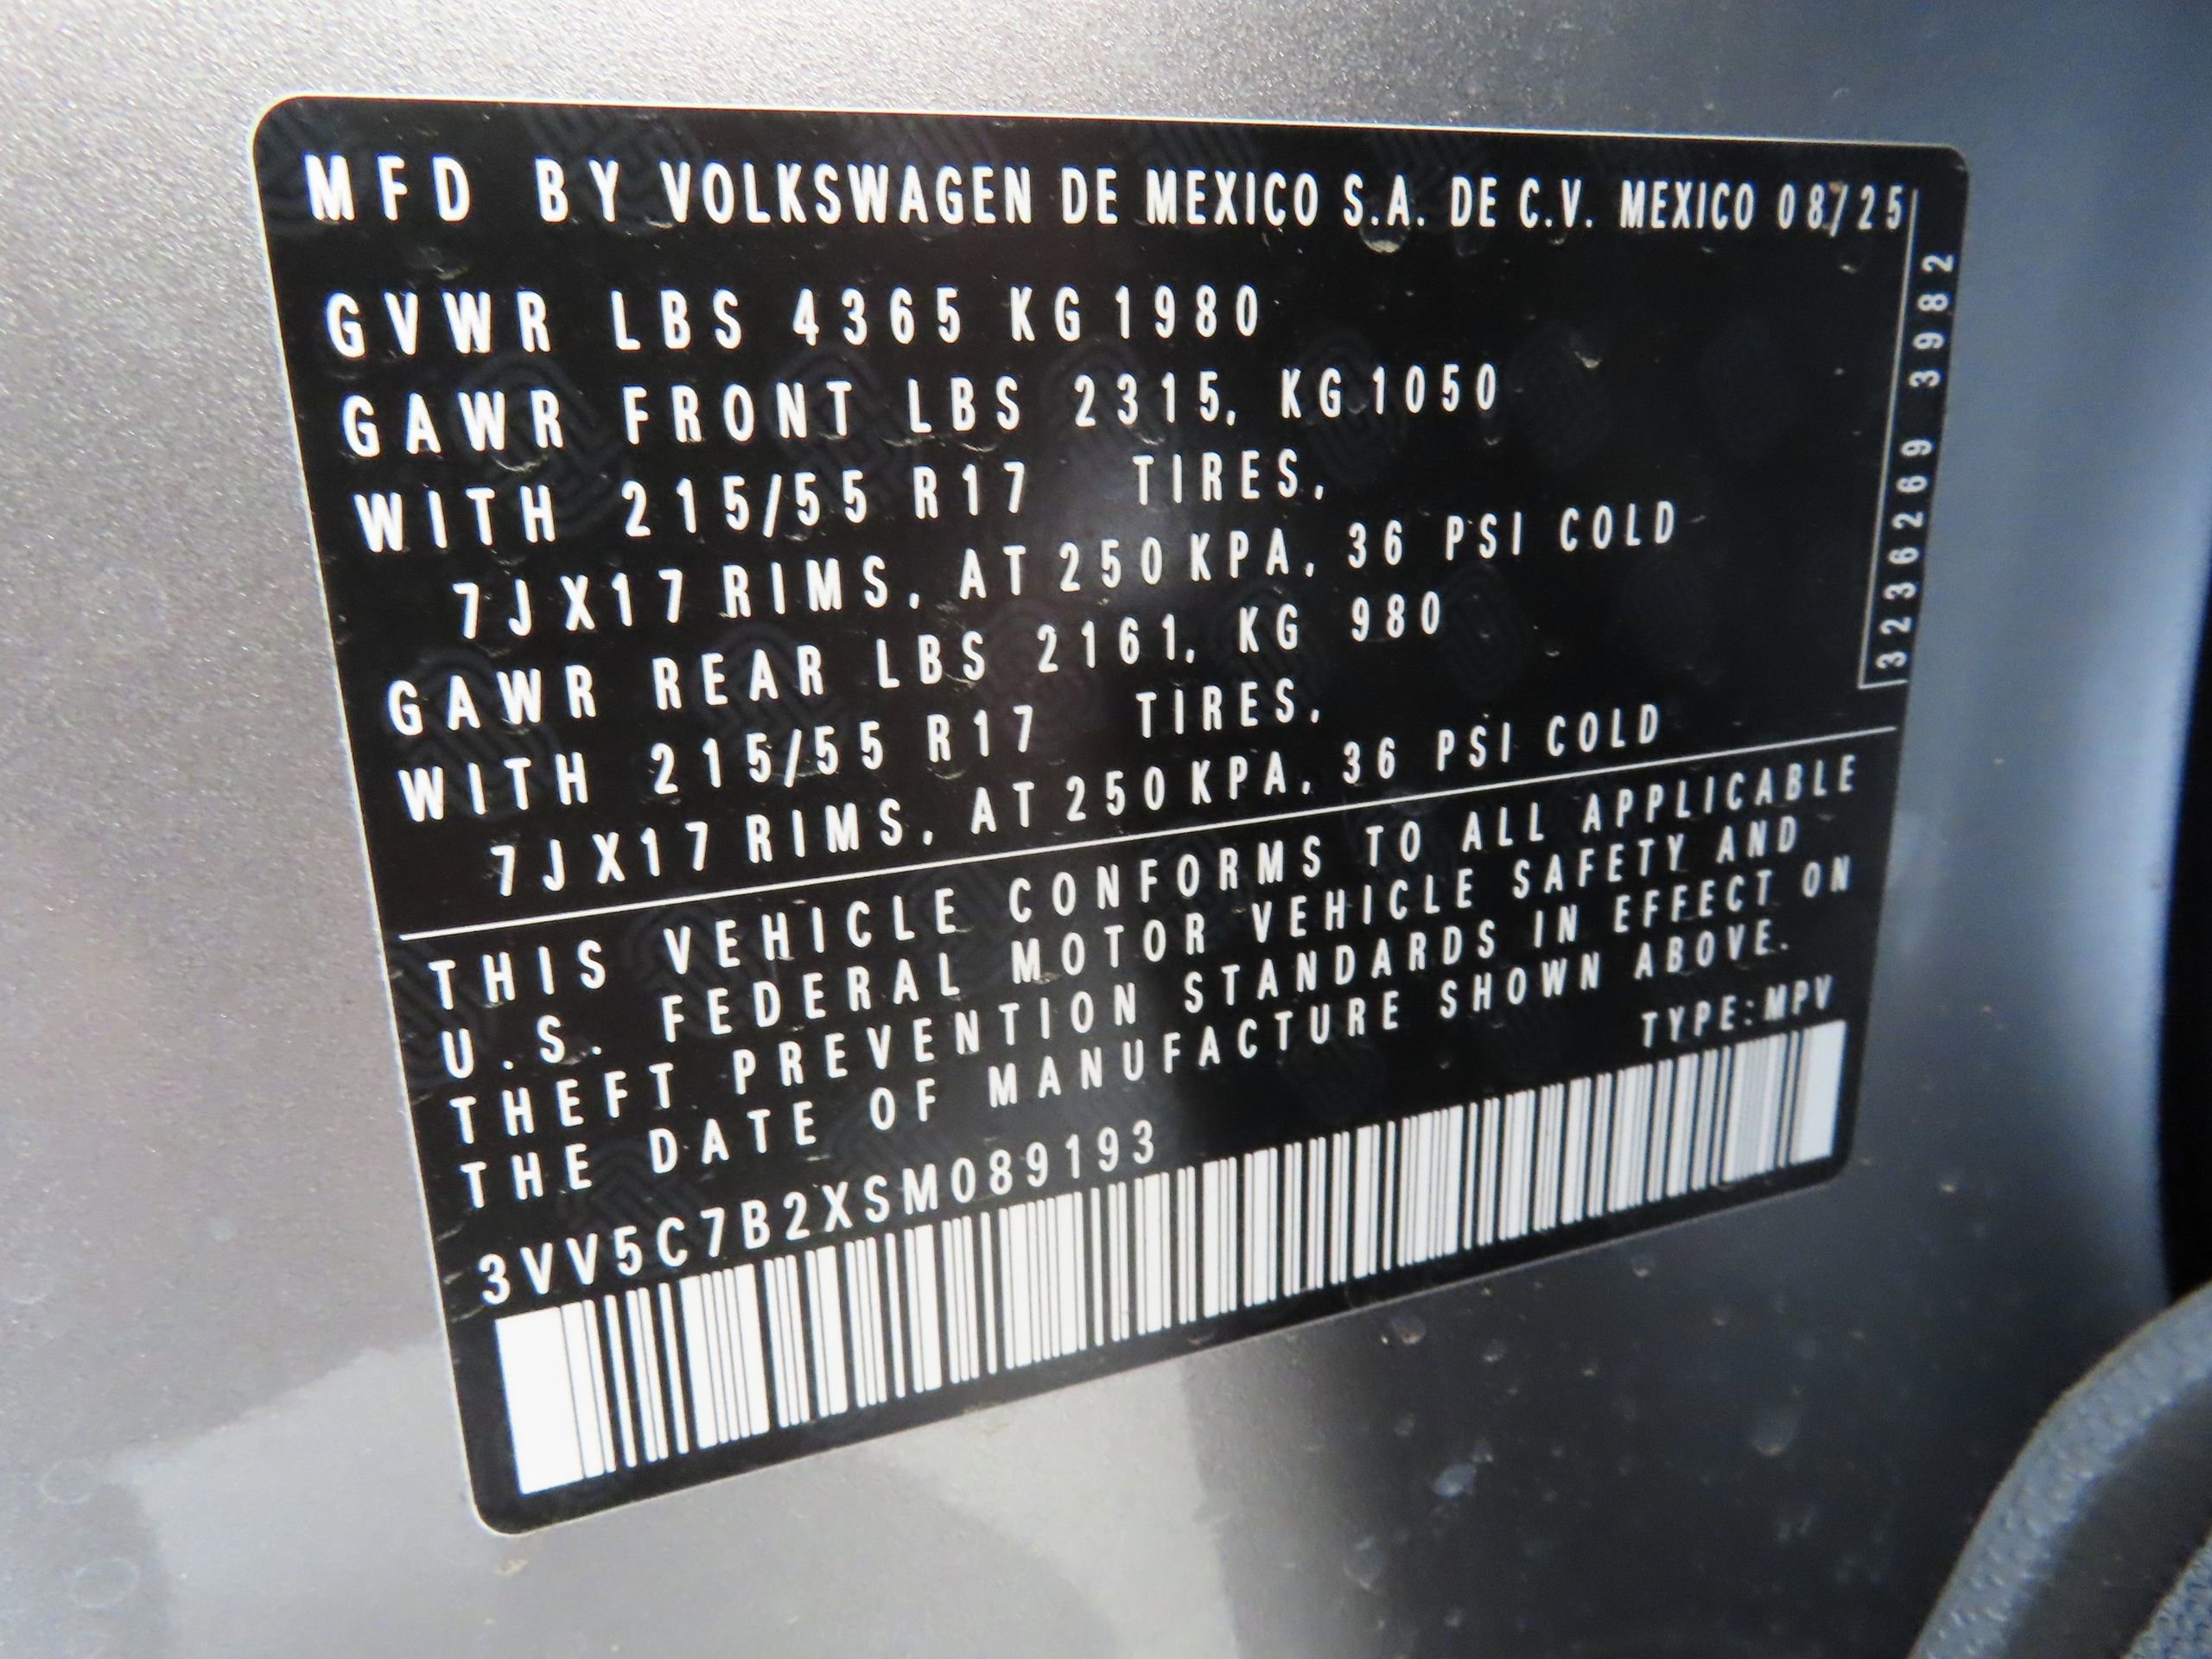 MFD BY VOLKSWAGEN DE MEXICO S.A. DE C.V. MEXICO 08/25
GVWR LBS 4365 KG 1980
GAWR FRONT LBS 2315, KG 1050
WITH 215/55 R17 TIRES,
7JX17 RIMS, AT 250 KPA, 36 PSI COLD
GAWR REAR LBS 2161, KG 980
WITH 215/55 R17 TIRES,
7JX17 RIMS, AT 250 KPA, 36 PSI COLD
3236269 3982
THIS VEHICLE CONFORMS TO ALL APPLICABLE
U.S. FEDERAL MOTOR VEHICLE SAFETY AND
THEFT PREVENTION STANDARDS IN EFFECT ON
THE DATE OF MANUFACTURE SHOWN ABOVE.
TYPE:MPV
3VV5C7B2XSM089193